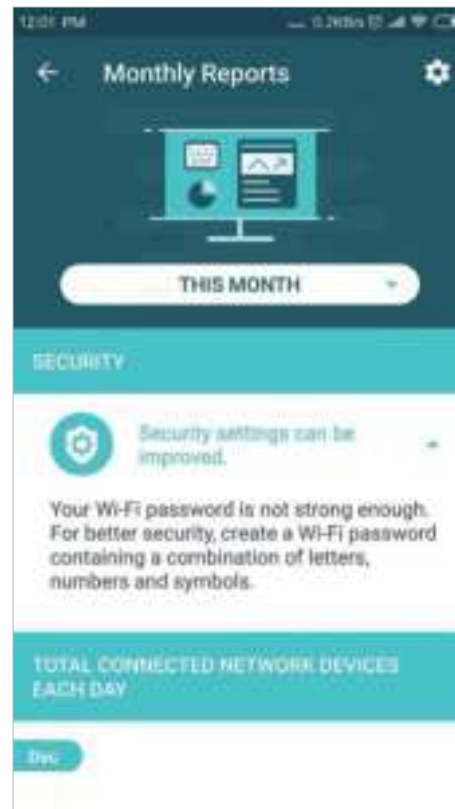 12:01 PM
Monthly Reports
THIS MONTH
SECURITY
Security settings can be
improved.
Your Wi-Fi password is not strong enough.
For better security, create a Wi-Fi password
containing a combination of letters,
numbers and symbols.
TOTAL CONNECTED NETWORK DEVICES
EACH DAY